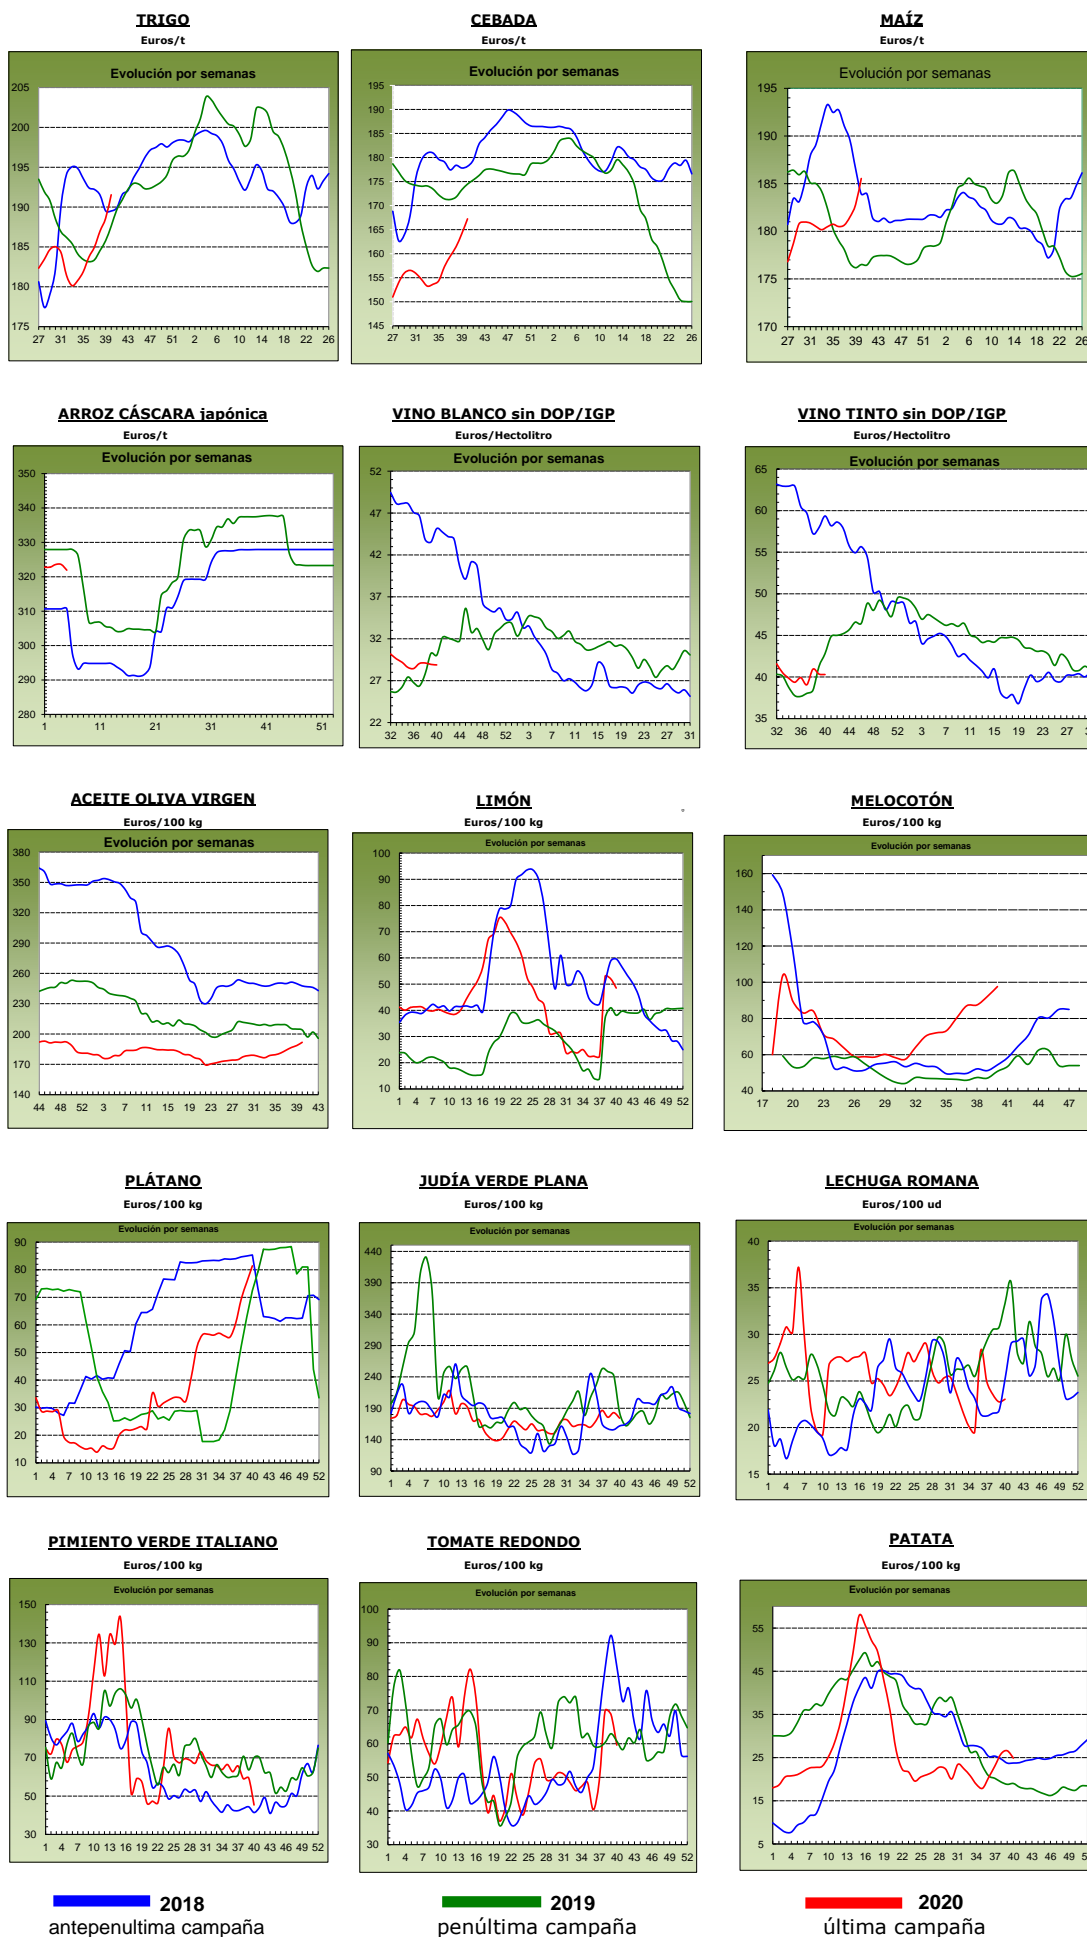 TRIGO
Euros/t
Evolución por semanas
205
200
195
190
185
180
175
27 31 35 39 43 47 51 2 6 10 14 18 22 26
CEBADA
Euros/t
Evolución por semanas
195
190
185
180
175
170
165
160
155
150
145
27 31 35 39 43 47 51 2 6 10 14 18 22 26
MAÍZ
Euros/t
Evolución por semanas
195
190
185
180
175
170
27 31 35 39 43 47 51 2 6 10 14 18 22 26
ARROZ CÁSCARA japónica
Euros/t
Evolución por semanas
350
340
330
320
310
300
290
280
1 11 21 31 41 51
VINO BLANCO sin DOP/IGP
Euros/Hectolitro
Evolución por semanas
52
47
42
37
32
27
22
32 36 40 44 48 52 3 7 11 15 19 23 27 31
VINO TINTO sin DOP/IGP
Euros/Hectolitro
Evolución por semanas
65
60
55
50
45
40
35
32 36 40 44 48 52 3 7 11 15 19 23 27
ACEITE OLIVA VIRGEN
Euros/100 kg
Evolución por semanas
380
350
320
290
260
230
200
170
140
44 48 52 3 7 11 15 19 23 27 31 35 39 43
LIMÓN
Euros/100 kg
Evolución por semanas
100
90
80
70
60
50
40
30
20
10
1 4 7 10 13 16 19 22 25 28 31 34 37 40 43 46 49 52
MELOCOTÓN
Euros/100 kg
Evolución por semanas
160
140
120
100
80
60
40
17 20 23 26 29 32 35 38 41 44 47
PLÁTANO
Euros/100 kg
Evolución por semanas
90
80
70
60
50
40
30
20
10
1 4 7 10 13 16 19 22 25 28 31 34 37 40 43 46 49 52
JUDÍA VERDE PLANA
Euros/100 kg
Evolución por semanas
440
390
340
290
240
190
140
90
1 4 7 10 13 16 19 22 25 28 31 34 37 40 43 46 49 52
LECHUGA ROMANA
Euros/100 ud
Evolución por semanas
40
35
30
25
20
15
1 4 7 10 13 16 19 22 25 28 31 34 37 40 43 46 49 52
PIMIENTO VERDE ITALIANO
Euros/100 kg
Evolución por semanas
150
130
110
90
70
50
30
1 4 7 10 13 16 19 22 25 28 31 34 37 40 43 46 49 52
TOMATE REDONDO
Euros/100 kg
Evolución por semanas
100
90
80
70
60
50
40
30
1 4 7 10 13 16 19 22 25 28 31 34 37 40 43 46 49 52
PATATA
Euros/100 kg
Evolución por semanas
55
45
35
25
15
5
1 4 7 10 13 16 19 22 25 28 31 34 37 40 43 46 49
2018
antepenultima campaña
2019
penúltima campaña
2020
última campaña